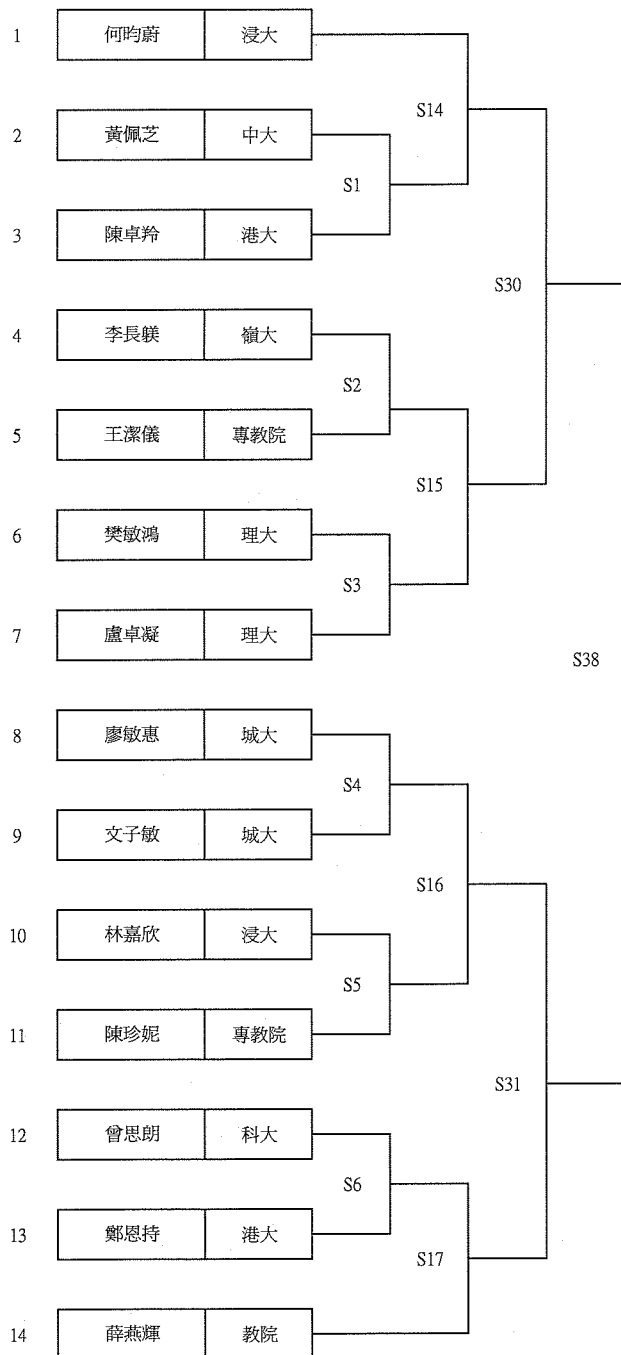 1 何昀蔚 浸大
S14
2 黃佩芝 中大
S1
3 陳卓羚 港大
S30
4 李長鎂 嶺大
S2
5 王潔儀 專教院
S15
6 樊敏鴻 理大
S3
7 盧卓凝 理大
S38
8 廖敏惠 城大
S4
9 文子敏 城大
S16
10 林嘉欣 浸大
S5
11 陳珍妮 專教院
S31
12 曾思朗 科大
S6
13 鄭恩持 港大
S17
14 薛燕輝 教院